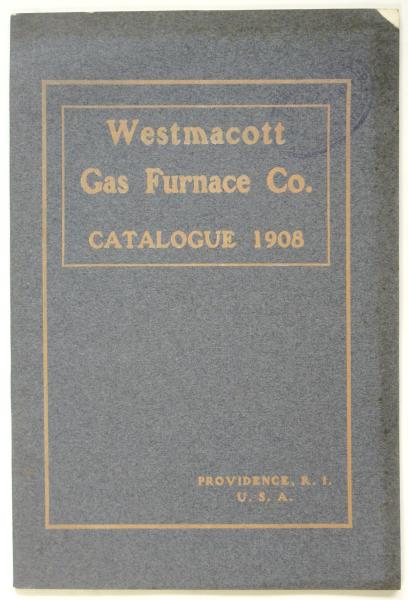 Westmacott
Gas Furnace Co.
CATALOGUE 1908
PROVIDENCE, R. I.
U. S. A.